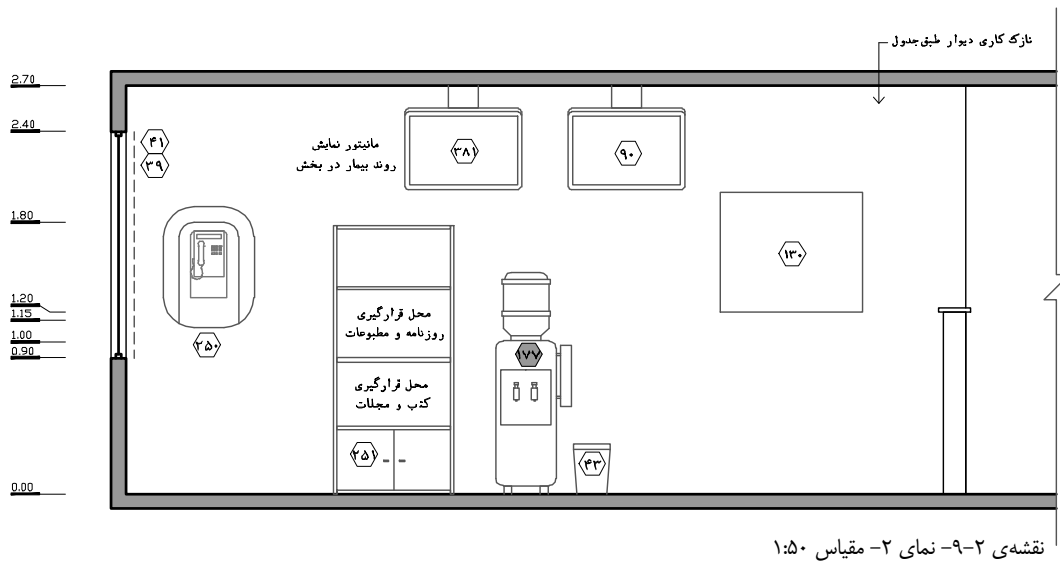 نازک کاری دیوار طبق جدول
2.70
2.40
1.80
1.20
1.15
1.00
0.90
0.00
۴۱
۳۹
مانیتور نمایش
روند بیمار در بخش
۳۸۱
۹۰
۱۳۰
۲۵۰
محل قرارگیری
روزنامه و مطبوعات
محل قرارگیری
کتب و مجلات
۲۵۱
۱۷۷
۴۳
نقشه‌ی ۲-۹- نمای ۲- مقیاس ۱:۵۰